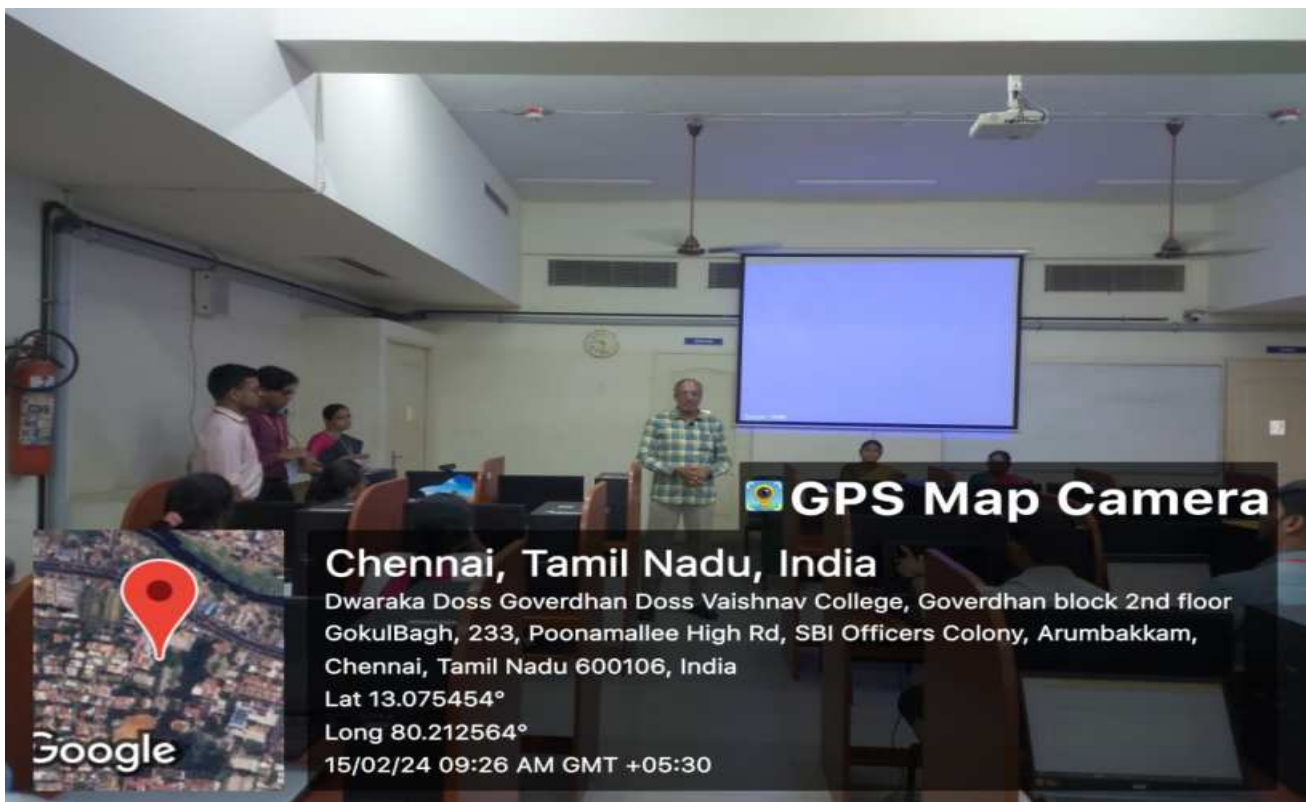 GPS Map Camera
Chennai, Tamil Nadu, India
Dwaraka Doss Goverdhan Doss Vaishnav College, Goverdhan block 2nd floor
GokulBagh, 233, Poonamallee High Rd, SBI Officers Colony, Arumbakkam,
Chennai, Tamil Nadu 600106, India
Lat 13.075454°
Long 80.212564°
15/02/24 09:26 AM GMT +05:30
Google